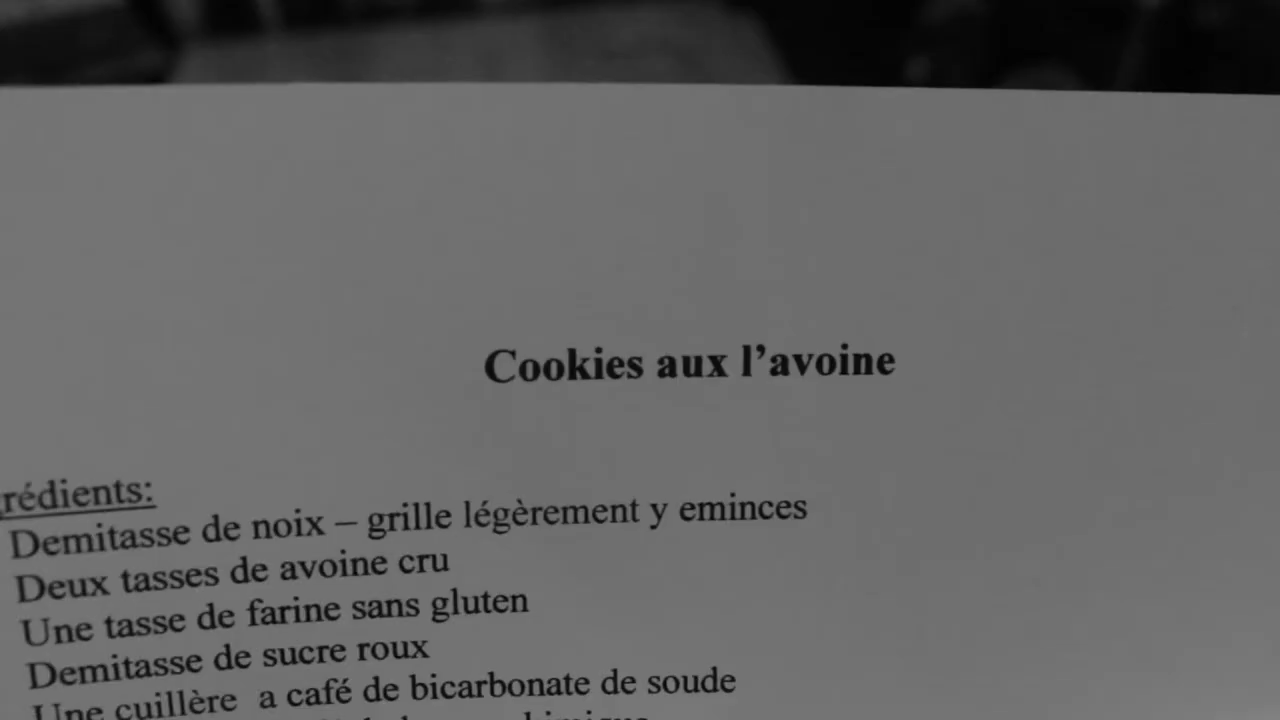 Cookies aux l’avoine
rédients:
Demitasse de noix – grille légèrement y eminces
Deux tasses de avoine cru
Une tasse de farine sans gluten
Demitasse de sucre roux
Une cuillère a café de bicarbonate de soude